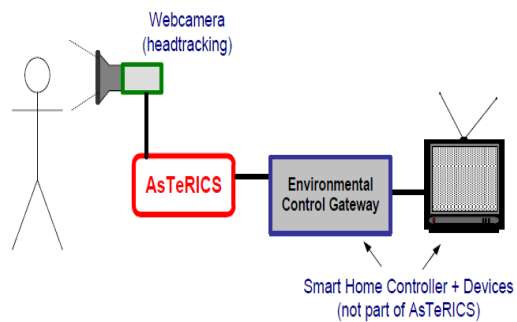 Webcamera
(headtracking)
AsTeRICS
Environmental
Control Gateway
Smart Home Controller + Devices
(not part of AsTeRICS)